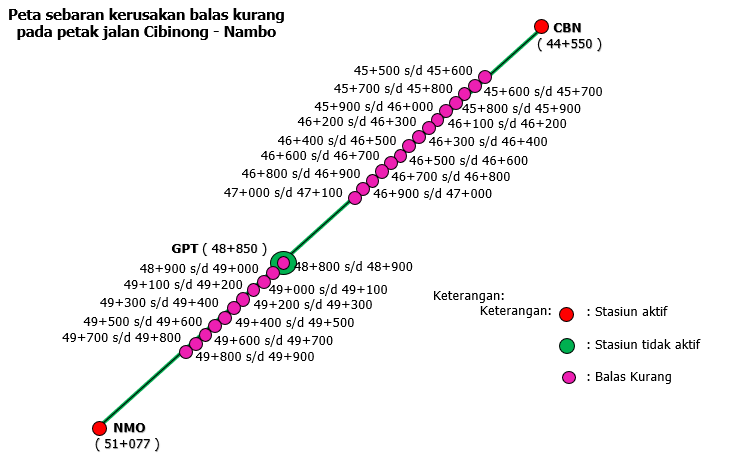 Peta sebaran kerusakan balas kurang
pada petak jalan Cibinong - Nambo
CBN
( 44+550 )
45+500 s/d 45+600
45+600 s/d 45+700
45+700 s/d 45+800
45+800 s/d 45+900
45+900 s/d 46+000
46+100 s/d 46+200
46+200 s/d 46+300
46+300 s/d 46+400
46+400 s/d 46+500
46+500 s/d 46+600
46+600 s/d 46+700
46+700 s/d 46+800
46+800 s/d 46+900
46+900 s/d 47+000
47+000 s/d 47+100
GPT ( 48+850 )
48+800 s/d 48+900
48+900 s/d 49+000
49+000 s/d 49+100
49+100 s/d 49+200
49+200 s/d 49+300
49+300 s/d 49+400
49+400 s/d 49+500
49+500 s/d 49+600
49+600 s/d 49+700
49+700 s/d 49+800
49+800 s/d 49+900
NMO
( 51+077 )
Keterangan:
Keterangan:
: Stasiun aktif
: Stasiun tidak aktif
: Balas Kurang